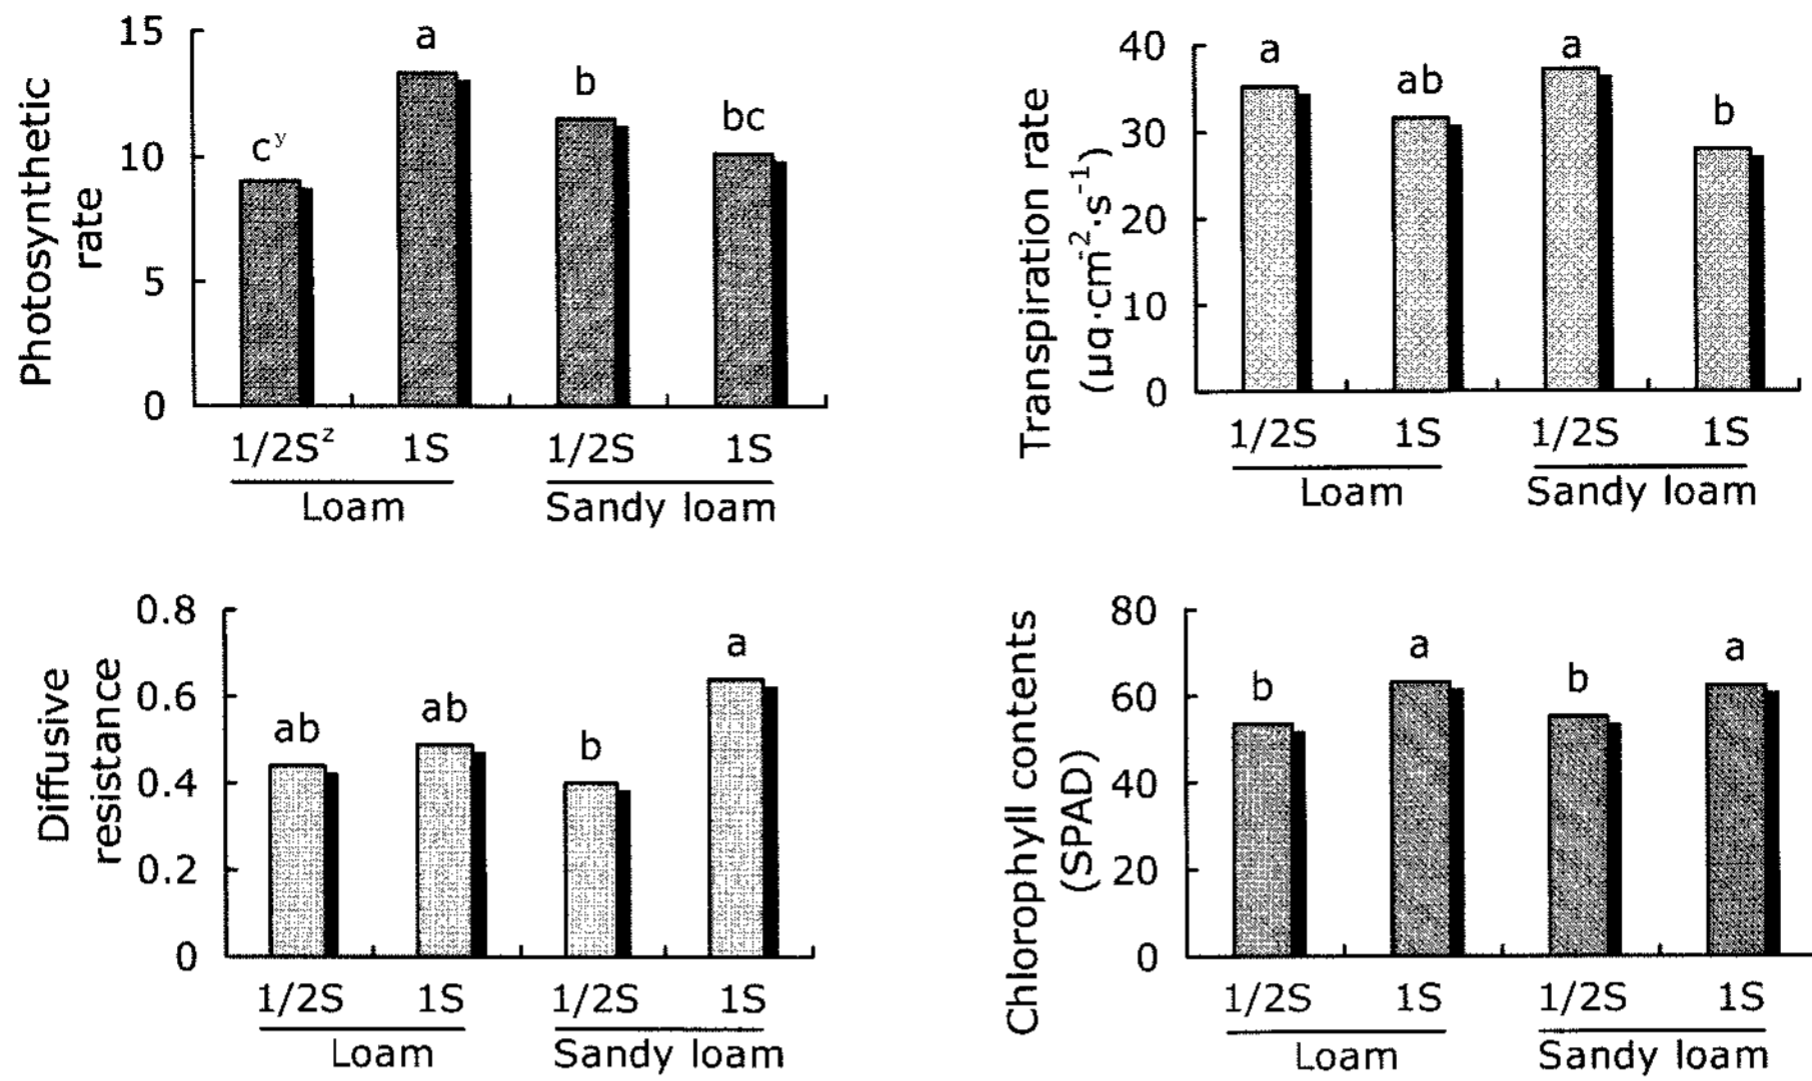 Photosynthetic
rate
15
10
5
0
cʸ
a
b
bc
1/2Sᶻ 1S 1/2S 1S
Loam Sandy loam
Transpiration rate
(μq·cm⁻²·s⁻¹)
40
30
20
10
0
a
ab
a
b
1/2S 1S 1/2S 1S
Loam Sandy loam
Diffusive
resistance
0.8
0.6
0.4
0.2
0
ab
ab
b
a
1/2S 1S 1/2S 1S
Loam Sandy loam
Chlorophyll contents
(SPAD)
80
60
40
20
0
b
a
b
a
1/2S 1S 1/2S 1S
Loam Sandy loam